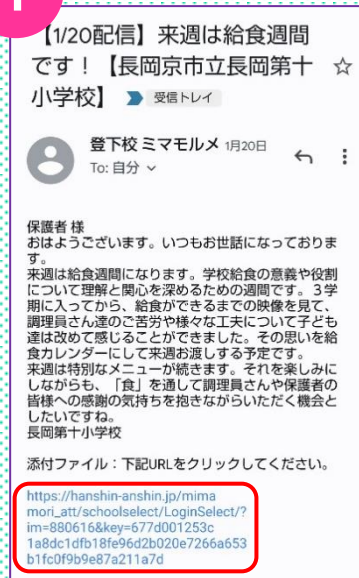 【1/20配信】来週は給食週間
です!【長岡京市立長岡第十
小学校】 受信トレイ
登下校 ミマモルメ 1月20日
To: 自分
保護者 様
おはようございます。いつもお世話になっておりま
す。
来週は給食週間になります。学校給食の意義や役割
について理解と関心を深めるための週間です。3学
期に入ってから、給食ができるまでの映像を見て、
調理員さん達のご苦労や様々な工夫について子ども
達は改めて感じることができました。その思いを給
食カレンダーにして来週お渡しする予定です。
来週は特別なメニューが続きます。それを楽しみに
しながらも、「食」を通して調理員さんや保護者の
皆様への感謝の気持ちを抱きながらいただく機会と
したいですね。
長岡第十小学校
添付ファイル:下記URLをクリックしてください。
https://hanshin-anshin.jp/mima
mori_att/schoolselect/LoginSelect/?
im=880616&key=677d001253c
1a8dc1dfb18fe96d2b020e7266a653
b1fc0f9b9e87a211a7d